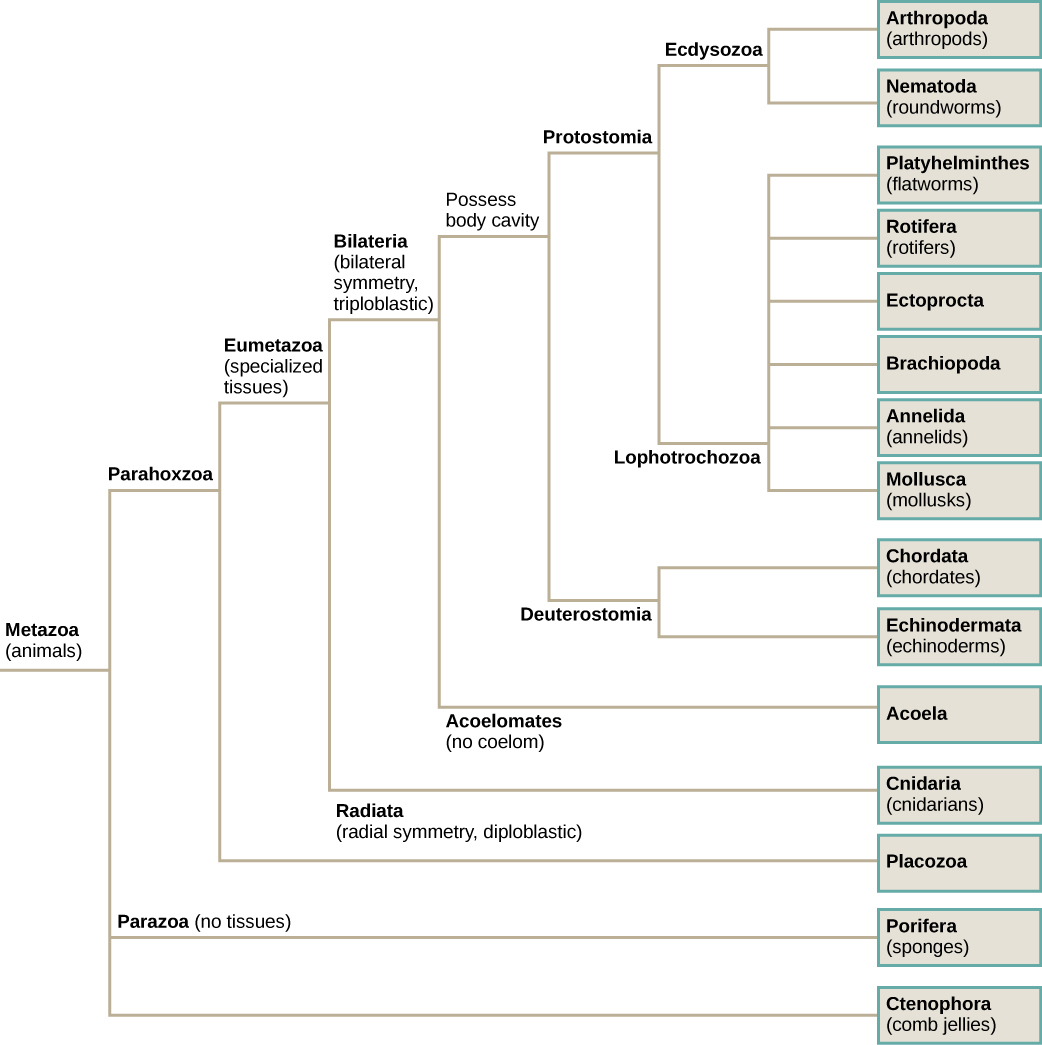 Arthropoda
(arthropods)
Ecdysozoa
Nematoda
(roundworms)
Protostomia
Platyhelminthes
(flatworms)
Possess
body cavity
Rotifera
(rotifers)
Bilateria
(bilateral
symmetry,
triploblastic)
Ectoprocta
Eumetazoa
(specialized
tissues)
Brachiopoda
Annelida
(annelids)
Lophotrochozoa
Parahoxzoa
Mollusca
(mollusks)
Chordata
(chordates)
Deuterostomia
Echinodermata
(echinoderms)
Metazoa
(animals)
Acoelomates
(no coelom)
Acoela
Cnidaria
(cnidarians)
Radiata
(radial symmetry, diploblastic)
Placozoa
Parazoa (no tissues)
Porifera
(sponges)
Ctenophora
(comb jellies)